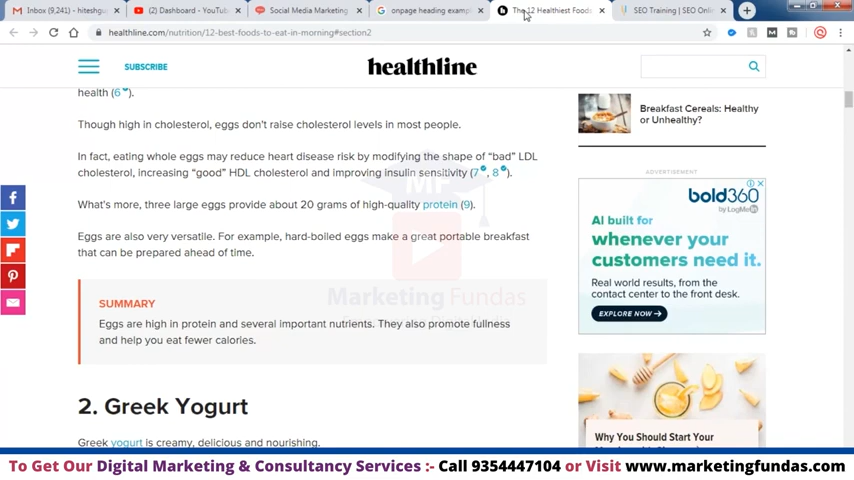 Inbox (9,241) - hiteshgu
(2) Dashboard - YouTub
Social Media Marketing
onpage heading exampl
The 12 Healthiest Foods
SEO Training | SEO Onli
healthline.com/nutrition/12-best-foods-to-eat-in-morning#section2
SUBSCRIBE
healthline
health (6).
Though high in cholesterol, eggs don't raise cholesterol levels in most people.
In fact, eating whole eggs may reduce heart disease risk by modifying the shape of “bad” LDL
cholesterol, increasing “good” HDL cholesterol and improving insulin sensitivity (7, 8).
What's more, three large eggs provide about 20 grams of high-quality protein (9).
Eggs are also very versatile. For example, hard-boiled eggs make a great portable breakfast
that can be prepared ahead of time.
SUMMARY
Eggs are high in protein and several important nutrients. They also promote fullness
and help you eat fewer calories.
2. Greek Yogurt
Greek yogurt is creamy, delicious and nourishing.
Breakfast Cereals: Healthy
or Unhealthy?
ADVERTISEMENT
bold360
by LogMeIn
AI built for
whenever your
customers need it.
Real world results, from the
contact center to the front desk.
EXPLORE NOW
Why You Should Start Your
MF
Marketing Fundas
To Get Our Digital Marketing & Consultancy Services :- Call 9354447104 or Visit www.marketingfundas.com